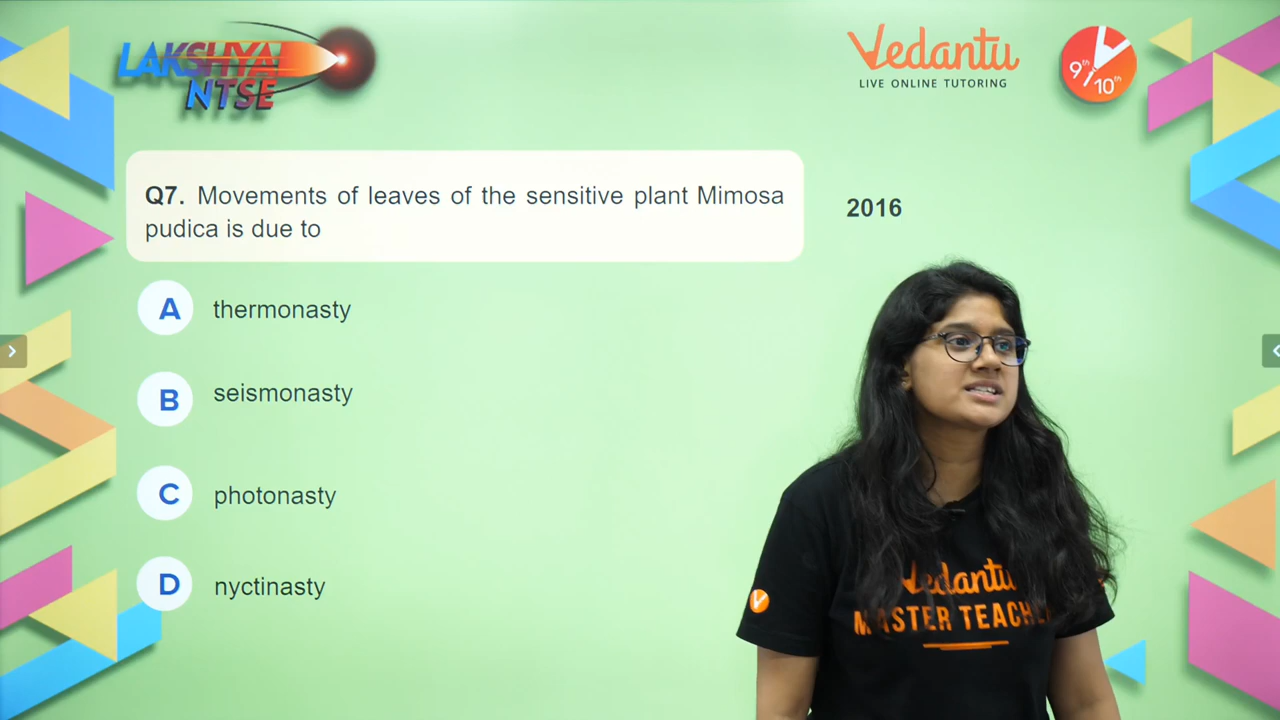 LAKSHYA
NTSE
Vedantu
LIVE ONLINE TUTORING
9th
10th
Q7. Movements of leaves of the sensitive plant Mimosa
pudica is due to
2016
A thermonasty
B seismonasty
C photonasty
D nyctinasty
Vedantu
MASTER TEACHE